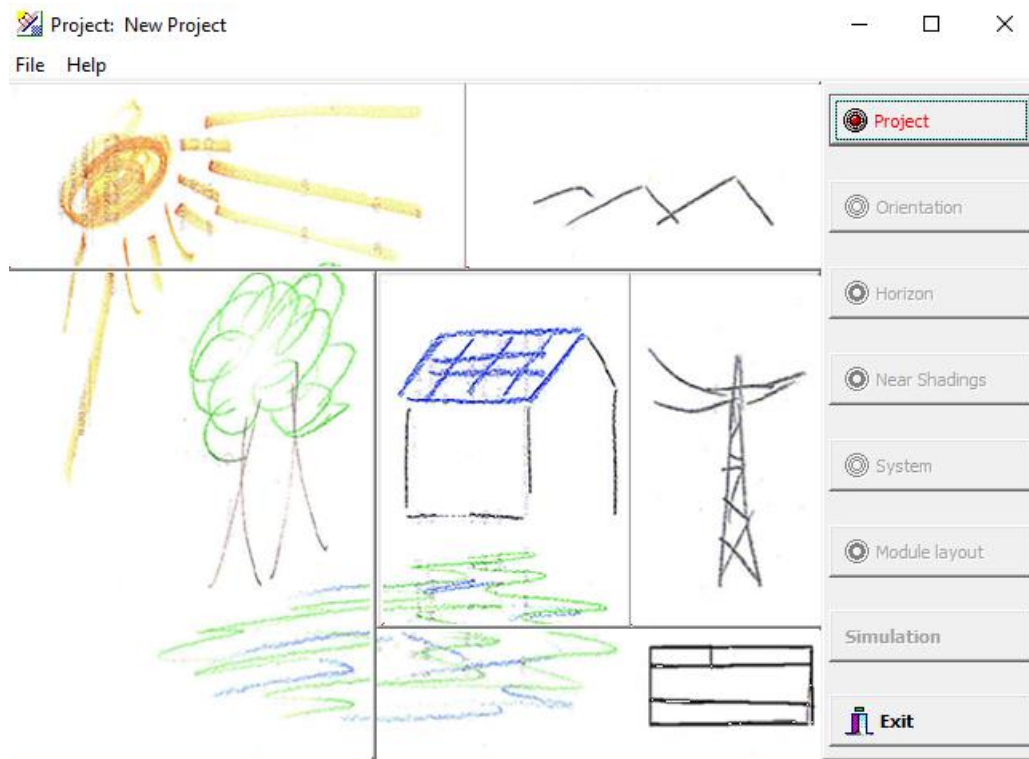 Project: New Project
File Help
Project
Orientation
Horizon
Near Shadings
System
Module layout
Simulation
Exit